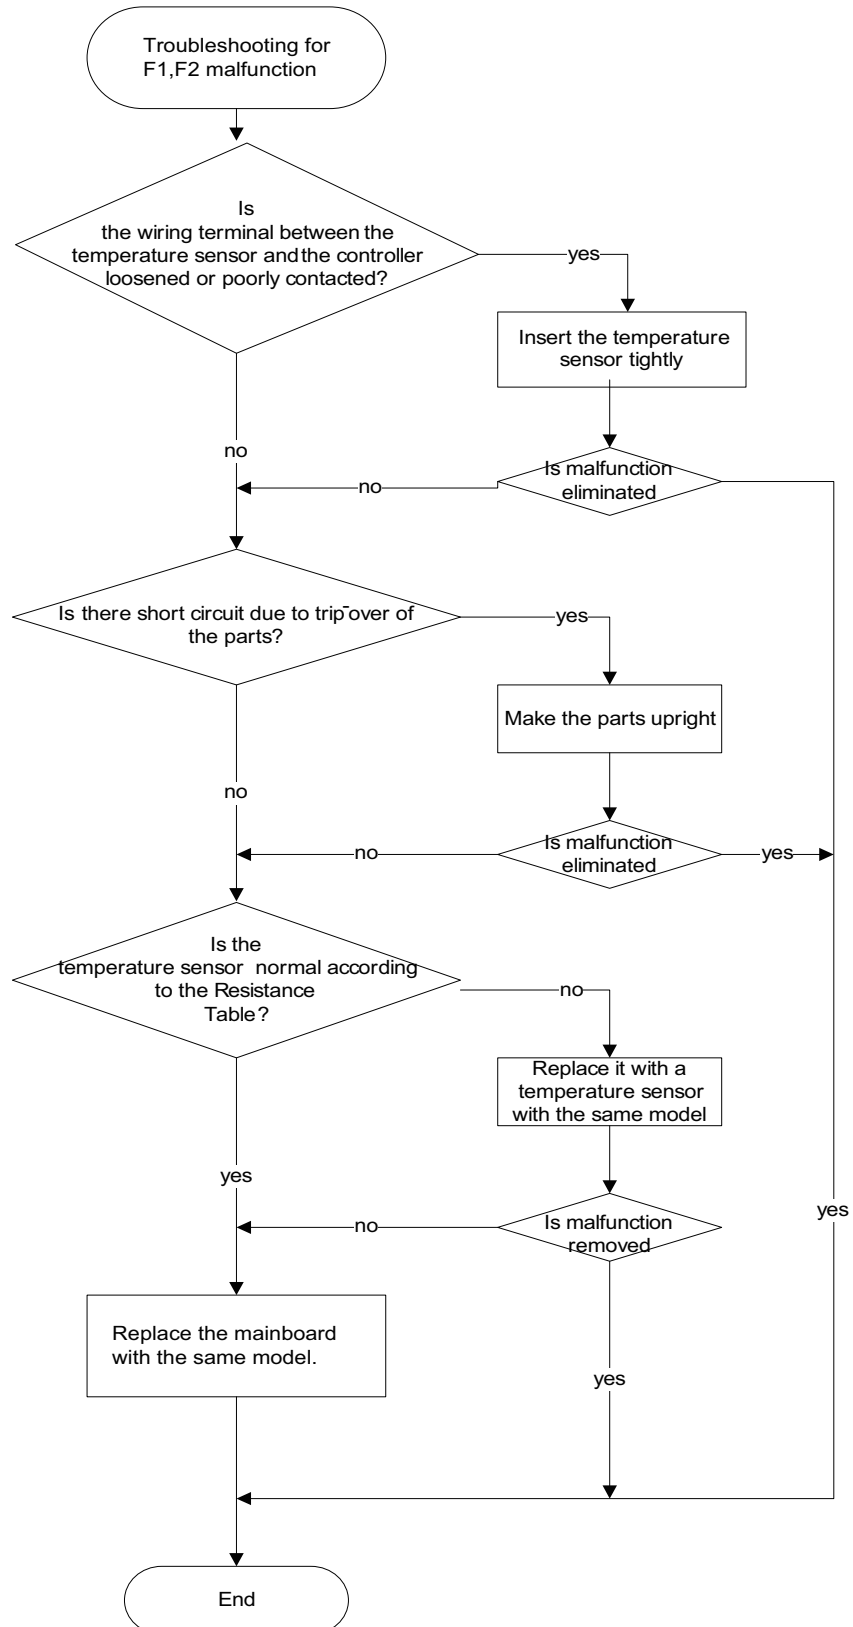 Troubleshooting for
F1,F2 malfunction
Is
the wiring terminal between the
temperature sensor and the controller
loosened or poorly contacted?
yes
Insert the temperature
sensor tightly
no
Is malfunction
eliminated
no
Is there short circuit due to trip-over of
the parts?
yes
Make the parts upright
no
Is malfunction
eliminated
no
yes
Is the
temperature sensor normal according
to the Resistance
Table?
no
Replace it with a
temperature sensor
with the same model
yes
Is malfunction
removed
no
yes
Replace the mainboard
with the same model.
yes
End